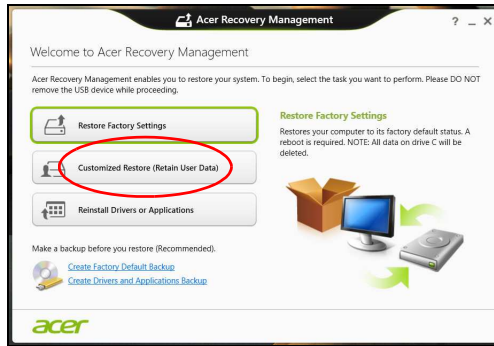 Acer Recovery Management
? _ X
Welcome to Acer Recovery Management
Acer Recovery Management enables you to restore your system. To begin, select the task you want to perform. Please DO NOT
remove the USB device while proceeding.
Restore Factory Settings
Customized Restore (Retain User Data)
Reinstall Drivers or Applications
Restore Factory Settings
Restores your computer to its factory default status. A
reboot is required. NOTE: All data on drive C will be
deleted.
Make a backup before you restore (Recommended).
Create Factory Default Backup
Create Drivers and Applications Backup
acer